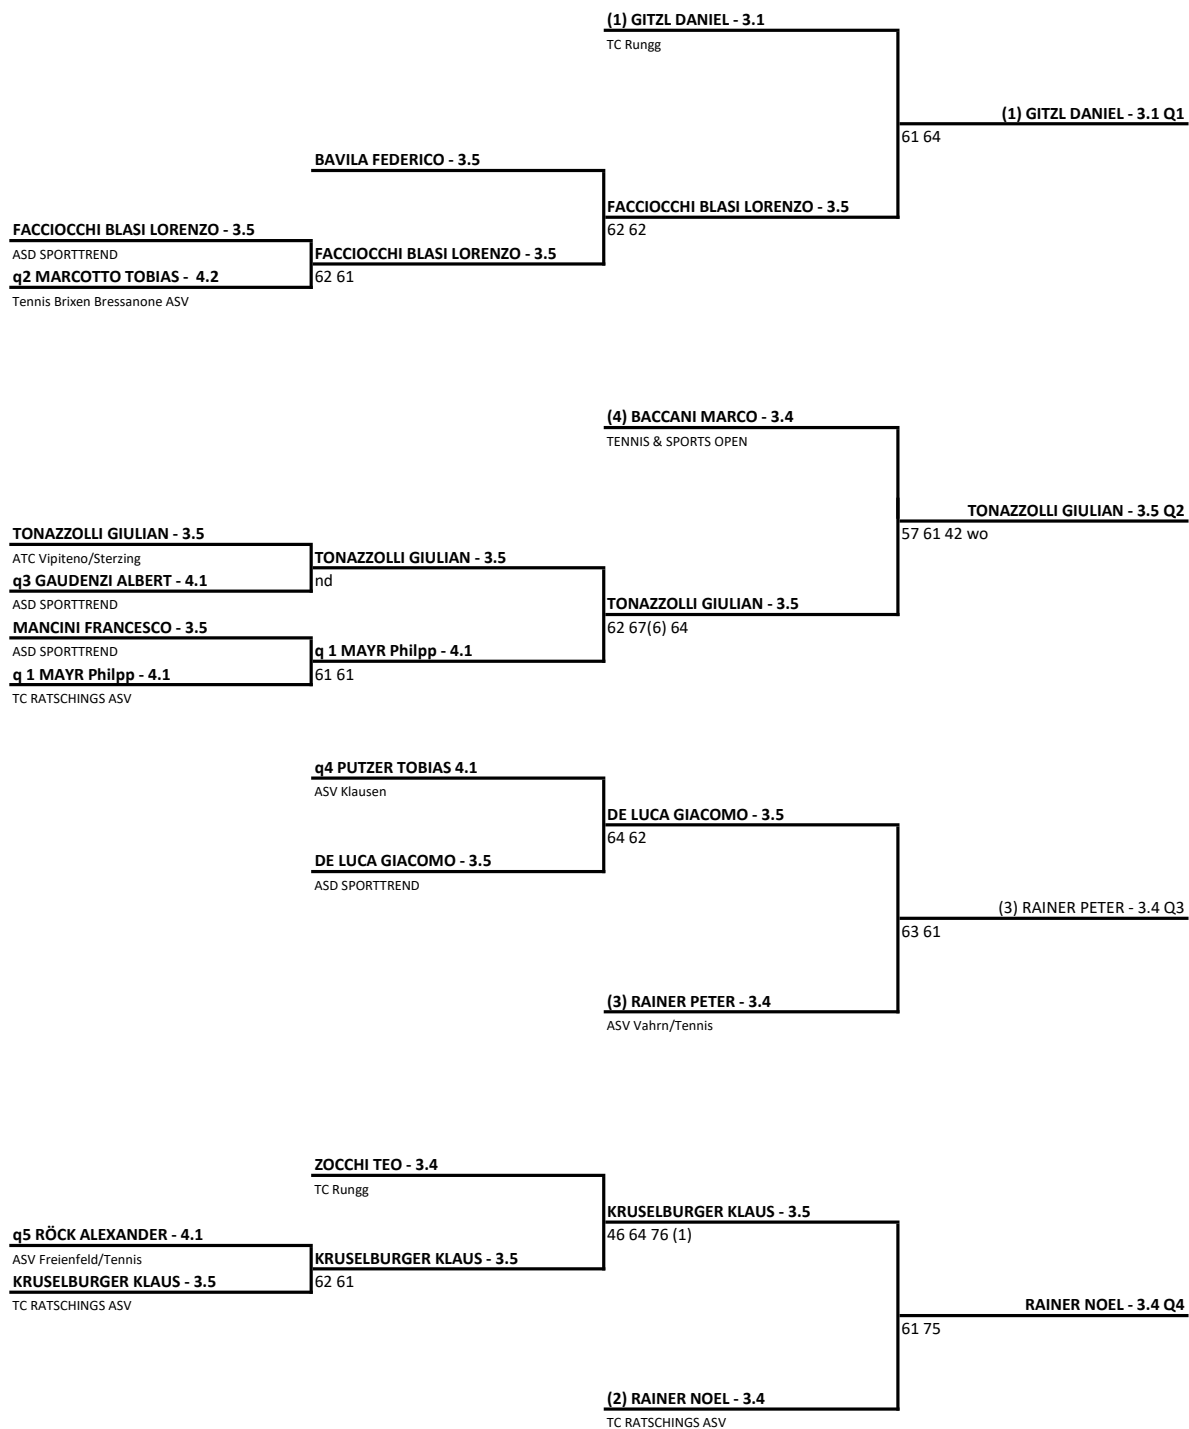 (1) GITZL DANIEL - 3.1
TC Rungg
(1) GITZL DANIEL - 3.1 Q1
61 64
BAVILA FEDERICO - 3.5
FACCIOCCHI BLASI LORENZO - 3.5
62 62
FACCIOCCHI BLASI LORENZO - 3.5
ASD SPORTTREND
FACCIOCCHI BLASI LORENZO - 3.5
q2 MARCOTTO TOBIAS - 4.2
62 61
Tennis Brixen Bressanone ASV
(4) BACCANI MARCO - 3.4
TENNIS & SPORTS OPEN
TONAZZOLLI GIULIAN - 3.5 Q2
57 61 42 wo
TONAZZOLLI GIULIAN - 3.5
ATC Vipiteno/Sterzing
TONAZZOLLI GIULIAN - 3.5
q3 GAUDENZI ALBERT - 4.1
nd
ASD SPORTTREND
TONAZZOLLI GIULIAN - 3.5
62 67(6) 64
MANCINI FRANCESCO - 3.5
ASD SPORTTREND
q 1 MAYR Philpp - 4.1
q 1 MAYR Philpp - 4.1
61 61
TC RATSCHINGS ASV
q4 PUTZER TOBIAS 4.1
ASV Klausen
DE LUCA GIACOMO - 3.5
64 62
DE LUCA GIACOMO - 3.5
ASD SPORTTREND
(3) RAINER PETER - 3.4 Q3
63 61
(3) RAINER PETER - 3.4
ASV Vahrn/Tennis
ZOCCHI TEO - 3.4
TC Rungg
KRUSELBURGER KLAUS - 3.5
46 64 76 (1)
q5 RÖCK ALEXANDER - 4.1
ASV Freienfeld/Tennis
KRUSELBURGER KLAUS - 3.5
KRUSELBURGER KLAUS - 3.5
62 61
TC RATSCHINGS ASV
RAINER NOEL - 3.4 Q4
61 75
(2) RAINER NOEL - 3.4
TC RATSCHINGS ASV